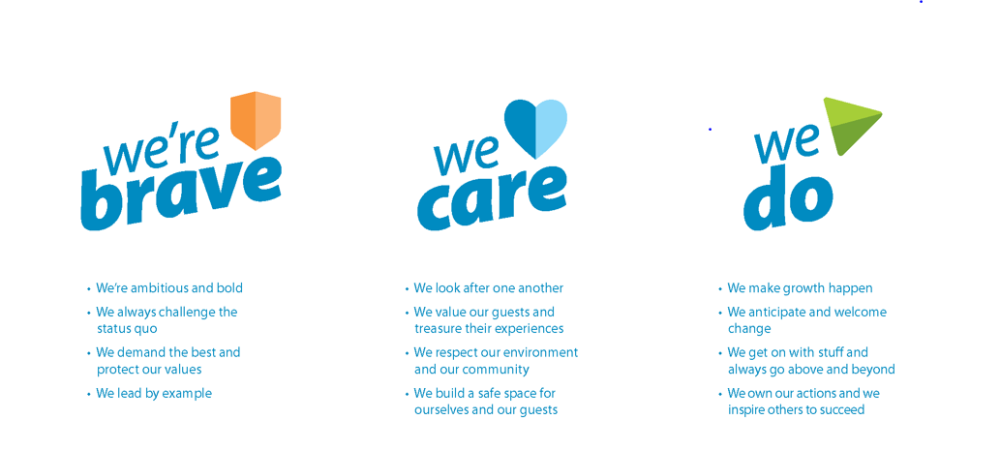 we're
brave
we
care
we
do
• We're ambitious and bold
• We always challenge the
status quo
• We demand the best and
protect our values
• We lead by example
• We look after one another
• We value our guests and
treasure their experiences
• We respect our environment
and our community
• We build a safe space for
ourselves and our guests
• We make growth happen
• We anticipate and welcome
change
• We get on with stuff and
always go above and beyond
• We own our actions and we
inspire others to succeed